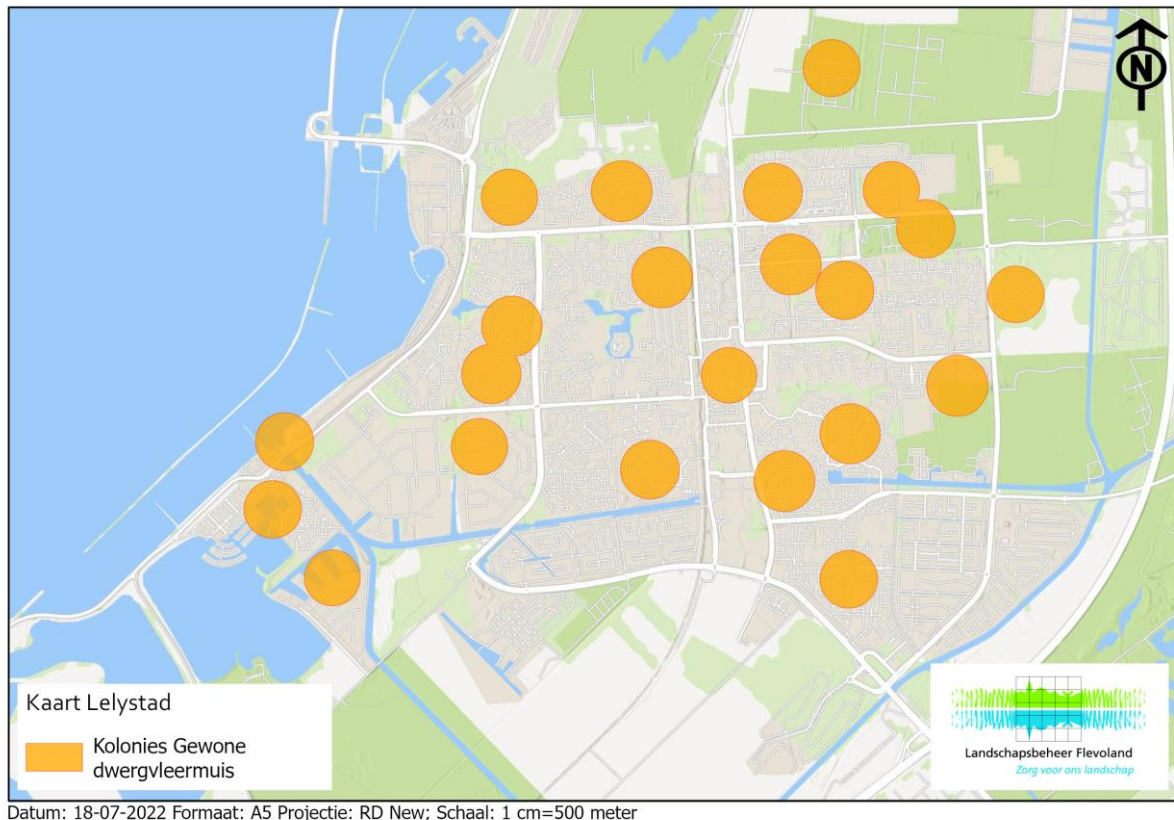 N
Kaart Lelystad
Kolonies Gewone
dwergvleermuis
Landschapsbeheer Flevoland
Zorg voor ons landschap
Datum: 18-07-2022 Formaat: A5 Projectie: RD New; Schaal: 1 cm=500 meter